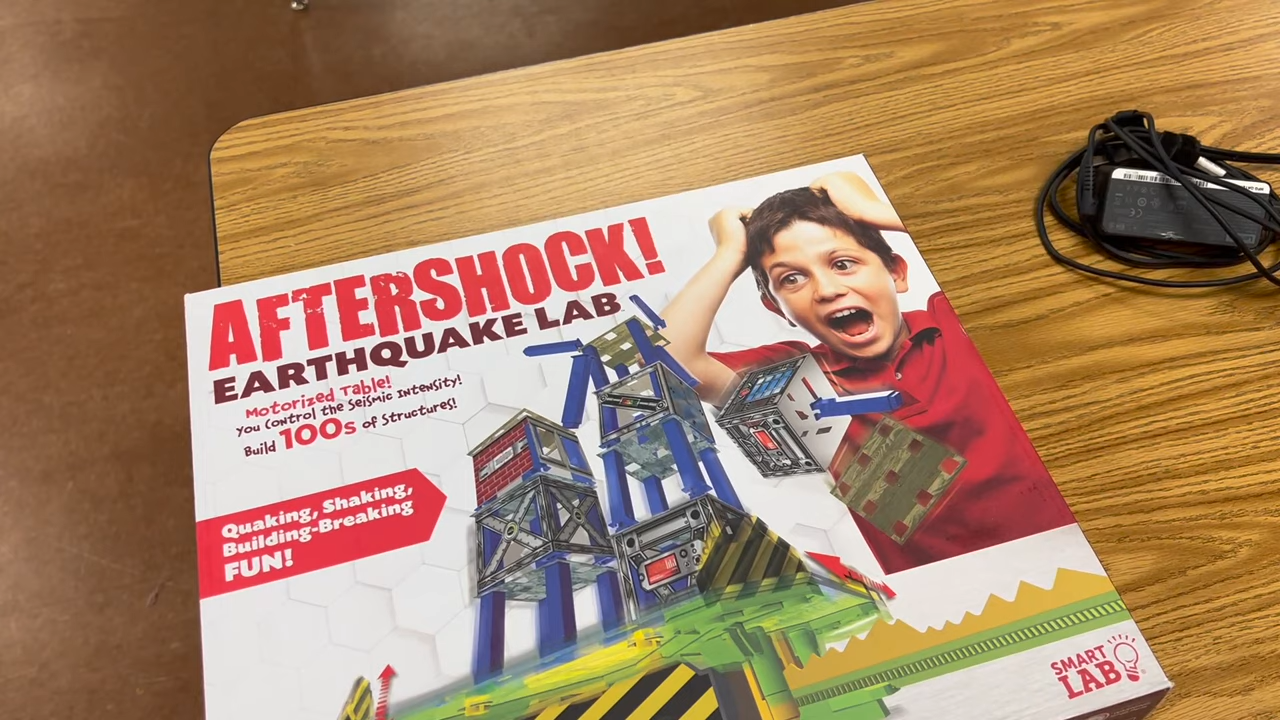 AFTERSHOCK!
EARTHQUAKE LAB
Motorized Table!
You Control the Seismic Intensity!
Build 100s of Structures!
Quaking, Shaking,
Building-Breaking
FUN!
SMART
LAB